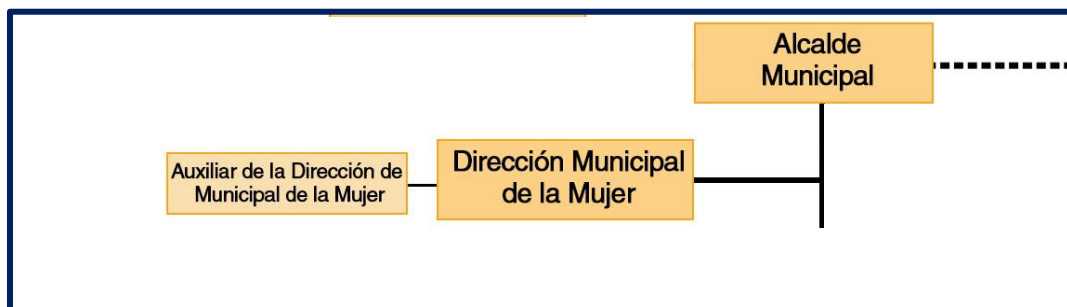 Alcalde
Municipal
Auxiliar de la Dirección de
Municipal de la Mujer
Dirección Municipal
de la Mujer